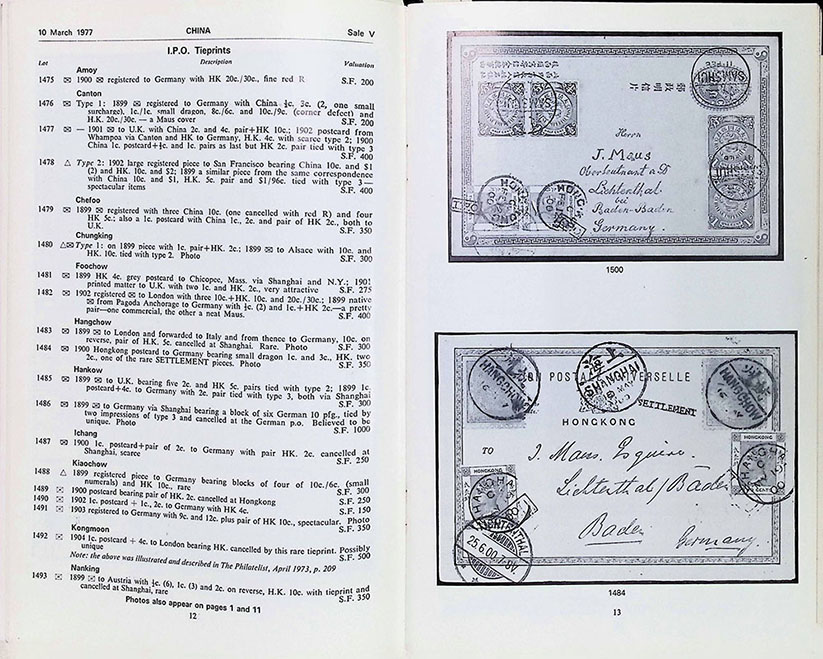 10 March 1977
CHINA
Sale V
I.P.O. Tieprints
Lot
Description
Valuation
Amoy
1475 ✉ 1900 ✉ registered to Germany with HK 20c./30c., fine red R
S.F. 200
Canton
1476 ✉ Type 1: 1899 ✉ registered to Germany with China ½c, 3c. (2, one small
surcharge), 1c./1c. small dragon, 8c./6c. and 10c./9c. (corner defect) and
H.K. 20c./30c. — a Maus cover
S.F. 200
1477 ✉ — 1901 ✉ to U.K. with China 2c. and 4c. pair+HK 10c.; 1902 postcard from
Whampoa via Canton and HK to Germany, H.K. 4c. with scarce type 2; 1900
China 1c. postcard+½c. and 1c. pairs as last but HK 2c. pair tied with type 3
S.F. 400
1478 △ Type 2: 1902 large registered piece to San Francisco bearing China 10c. and $1
(2) and HK. 10c. and $2; 1899 a similar piece from the same correspondence
with China 10c. and $1, H.K. 5c. pair and $1/96c. tied with type 3—
spectacular items
S.F. 400
Chefoo
1479 ✉ 1899 ✉ registered with three China 10c. (one cancelled with red R) and four
HK 5c.; also a 1c. postcard with China 1c., 2c. and pair of HK 2c., both to
U.K.
S.F. 350
Chungking
1480 △✉ Type 1: on 1899 piece with 1c. pair+HK. 2c.; 1899 ✉ to Alsace with 10c. and
HK. 10c. tied with type 2. Photo
S.F. 300
Foochow
1481 ✉ 1899 HK 4c. grey postcard to Chicopee, Mass. via Shanghai and N.Y.; 1901
printed matter to U.K. with two 1c. and HK. 2c., very attractive
S.F. 275
1482 ✉ 1902 registered ✉ to London with three 10c.+HK. 10c. and 20c./30c.; 1899 native
✉ from Pagoda Anchorage to Germany with ½c. (2) and 1c.+HK 2c.—a pretty
pair—one commercial, the other a neat Maus.
S.F. 400
Hangchow
1483 ✉ 1899 ✉ to London and forwarded to Italy and from thence to Germany, 10c. on
reverse, pair of H.K. 5c. cancelled at Shanghai. Rare. Photo
S.F. 300
1484 ✉ 1900 Hongkong postcard to Germany bearing small dragon 1c. and 3c., HK. two
2c., one of the rare SETTLEMENT pieces. Photo
S.F. 350
Hankow
1485 ✉ 1899 ✉ to U.K. bearing five 2c. and HK 5c. pairs tied with type 2; 1899 1c.
postcard+4c. to Germany with 2c. pair tied with type 3, both via Shanghai
S.F. 300
1486 ✉ 1899 ✉ to Germany via Shanghai bearing a block of six German 10 pfg., tied by
two impressions of type 3 and cancelled at the German p.o. Believed to be
unique. Photo
S.F. 1000
Ichang
1487 ✉ 1900 1c. postcard+pair of 2c. to Germany with pair HK. 2c. cancelled at
Shanghai, scarce
S.F. 250
Kiaochow
1488 △ 1899 registered piece to Germany bearing blocks of four of 10c./6c. (small
numerals) and HK 10c., rare
S.F. 300
1489 ✉ 1900 postcard bearing pair of HK. 2c. cancelled at Hongkong
S.F. 250
1490 ✉ 1902 1c. postcard + 1c., 2c. to Germany with HK 4c.
S.F. 150
1491 ✉ 1903 registered to Germany with 9c. and 12c. plus pair of HK 10c., spectacular. Photo
S.F. 350
Kongmoon
1492 ✉ 1904 1c. postcard + 4c. to London bearing HK. cancelled by this rare tieprint. Possibly
unique
S.F. 500
Note: the above was illustrated and described in The Philatelist, April 1973, p. 209
Nanking
1493 ✉ 1899 ✉ to Austria with ½c. (6), 1c. (3) and 2c. on reverse, H.K. 10c. with tieprint and
cancelled at Shanghai, rare
S.F. 350
Photos also appear on pages 1 and 11
12
SAMSHUI
Herrn
J. Maus
Oberleutnant a D
Lichtenthal
bei
Baden-Baden
Germany.
HONGKONG
1500
POST
VERSELLE
HANGCHOW
SHANGHAI
HANGCHOW
SETTLEMENT
HONGKONG
TO
J. Maus, Esquire.
Lichterthal/Baden
Baden
Germany
HONGKONG
HONGKONG
SHANGHAI
SHANGHAI
LICHTENTHAL
25.6.00
1484
13